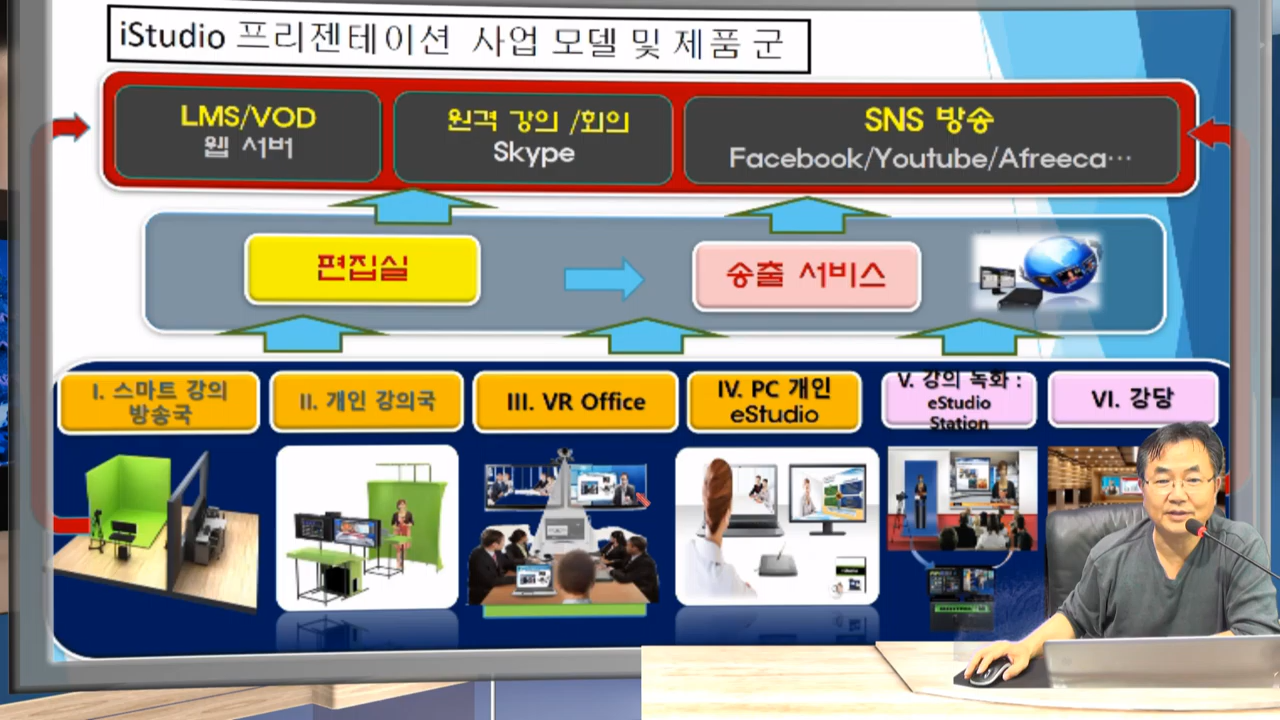 iStudio 프리젠테이션 사업 모델 및 제품 군
LMS/VOD
웹 서버
원격 강의 /회의
Skype
SNS 방송
Facebook/Youtube/Afreeca…
편집실
송출 서비스
I. 스마트 강의
방송국
II. 개인 강의국
III. VR Office
IV. PC 개인
eStudio
V. 강의 녹화 :
eStudio
Station
VI. 강당